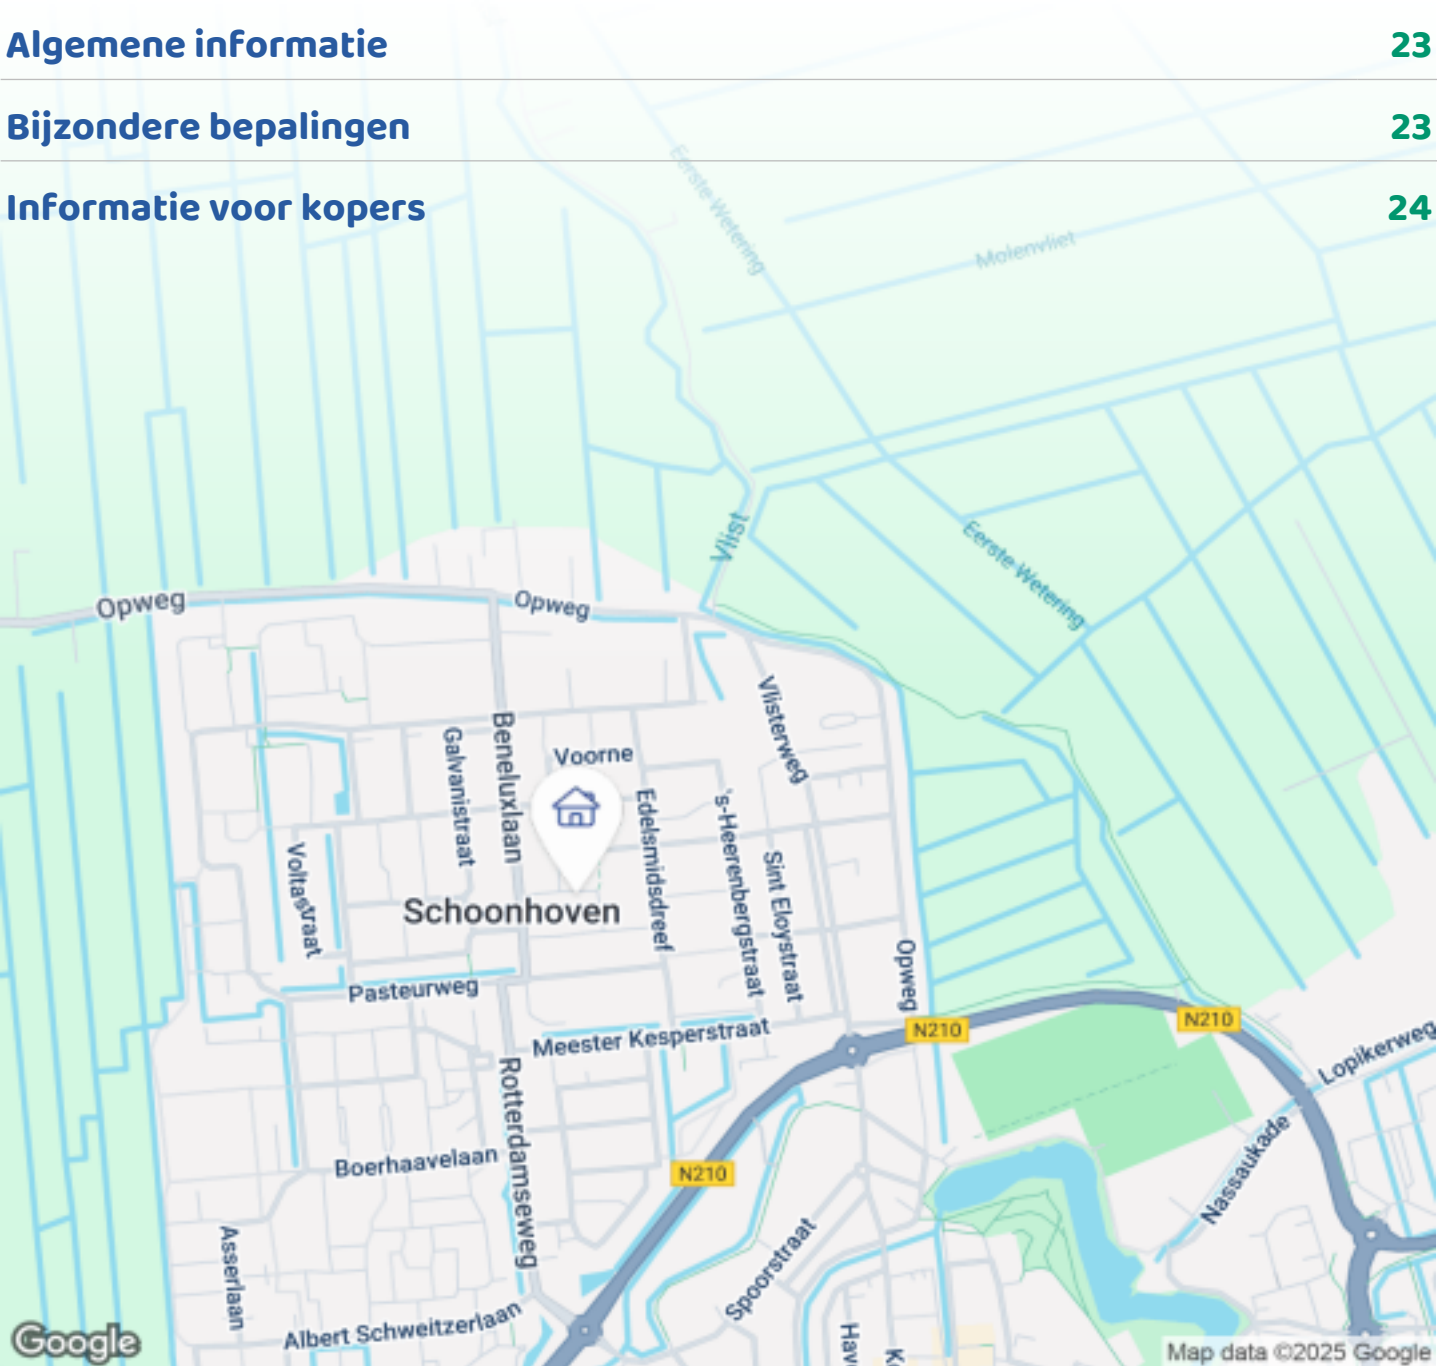 Algemene informatie 23
Bijzondere bepalingen 23
Informatie voor kopers 24
Eerste Wetering
Molenvliet
Vlist
Eerste Wetering
Opweg
Opweg
Vlisterweg
Beneluxlaan
Galvanistraat
Voorne
Edelsmidsdreef
's-Heerenbergstraat
Sint Eloystraat
Voltastraat
Schoonhoven
Opweg
Pasteurweg
Meester Kesperstraat
N210
N210
Lopikerweg
Rotterdamseweg
Boerhaavelaan
N210
Nassaukade
Asserlaan
Spoorstraat
Albert Schweitzerlaan
Google
Map data ©2025 Google